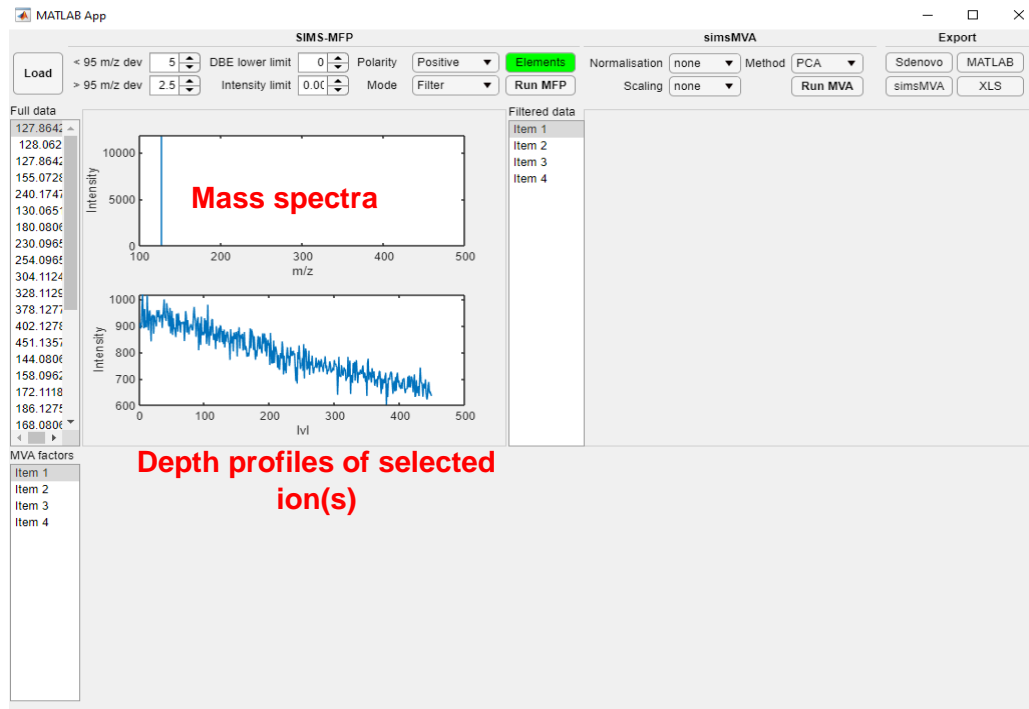 MATLAB App
SIMS-MFP
simsMVA
Export
Load
< 95 m/z dev 5 DBE lower limit 0 Polarity Positive Elements Normalisation none Method PCA Sdenovo MATLAB
> 95 m/z dev 2.5 Intensity limit 0.00 Mode Filter Run MFP Scaling none Run MVA simsMVA XLS
Full data
127.8642
128.062
127.8642
155.0728
240.1747
130.0651
180.0806
230.0965
254.0965
304.1124
328.1129
378.1277
402.1278
451.1357
144.0806
158.0962
172.1118
186.1275
168.0806
10000
5000
0
Intensity
Mass spectra
100 200 300 400 500
m/z
1000
900
800
700
600
Intensity
0 100 200 300 400 500
lvl
Depth profiles of selected
ion(s)
Filtered data
Item 1
Item 2
Item 3
Item 4
MVA factors
Item 1
Item 2
Item 3
Item 4